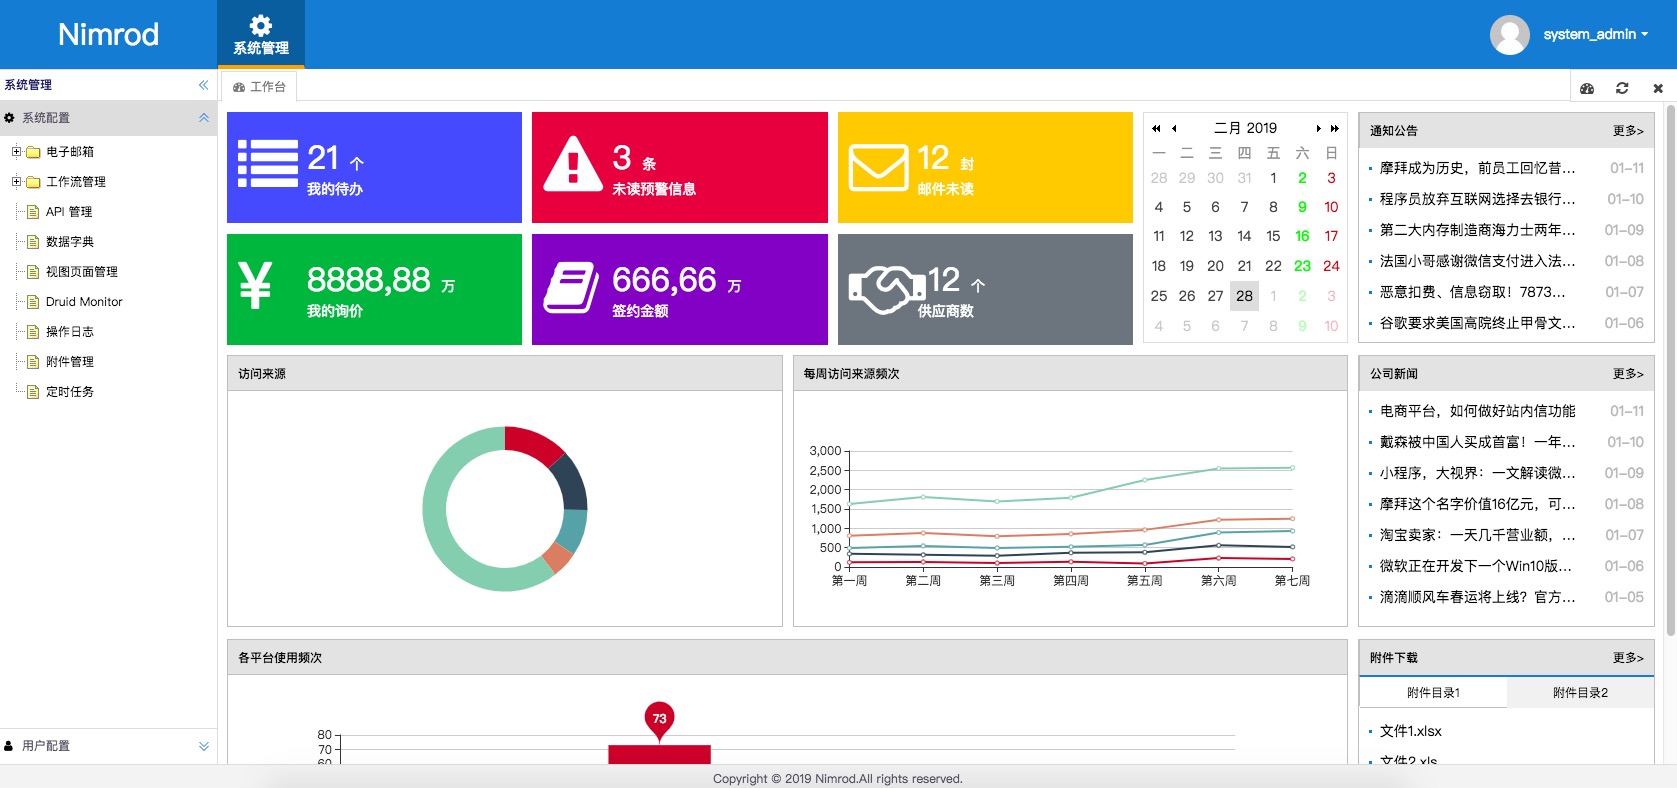 Nimrod
系统管理
system_admin
系统管理
系统配置
电子邮箱
工作流管理
API 管理
数据字典
视图页面管理
Druid Monitor
操作日志
附件管理
定时任务
用户配置
工作台
21 个
我的待办
3 条
未读预警信息
12 封
邮件未读
¥
8888,88 万
我的询价
666,66 万
签约金额
12 个
供应商数
二月 2019
一 二 三 四 五 六 日
28 29 30 31 1 2 3
4 5 6 7 8 9 10
11 12 13 14 15 16 17
18 19 20 21 22 23 24
25 26 27 28 1 2 3
4 5 6 7 8 9 10
通知公告 更多>
摩拜成为历史，前员工回忆昔... 01-11
程序员放弃互联网选择去银行... 01-10
第二大内存制造商海力士两年... 01-09
法国小哥感谢微信支付进入法... 01-08
恶意扣费、信息窃取！7873... 01-07
谷歌要求美国高院终止甲骨文... 01-06
访问来源
每周访问来源频次
3,000
2,500
2,000
1,500
1,000
500
0
第一周 第二周 第三周 第四周 第五周 第六周 第七周
公司新闻 更多>
电商平台，如何做好站内信功能 01-11
戴森被中国人买成首富！一年... 01-10
小程序，大视界：一文解读微... 01-09
摩拜这个名字价值16亿元，可... 01-08
淘宝卖家：一天几千营业额，... 01-07
微软正在开发下一个Win10版... 01-06
滴滴顺风车春运将上线？官方... 01-05
各平台使用频次
73
80
70
60
附件下载 更多>
附件目录1 附件目录2
文件1.xlsx
文件2.xls
Copyright © 2019 Nimrod.All rights reserved.